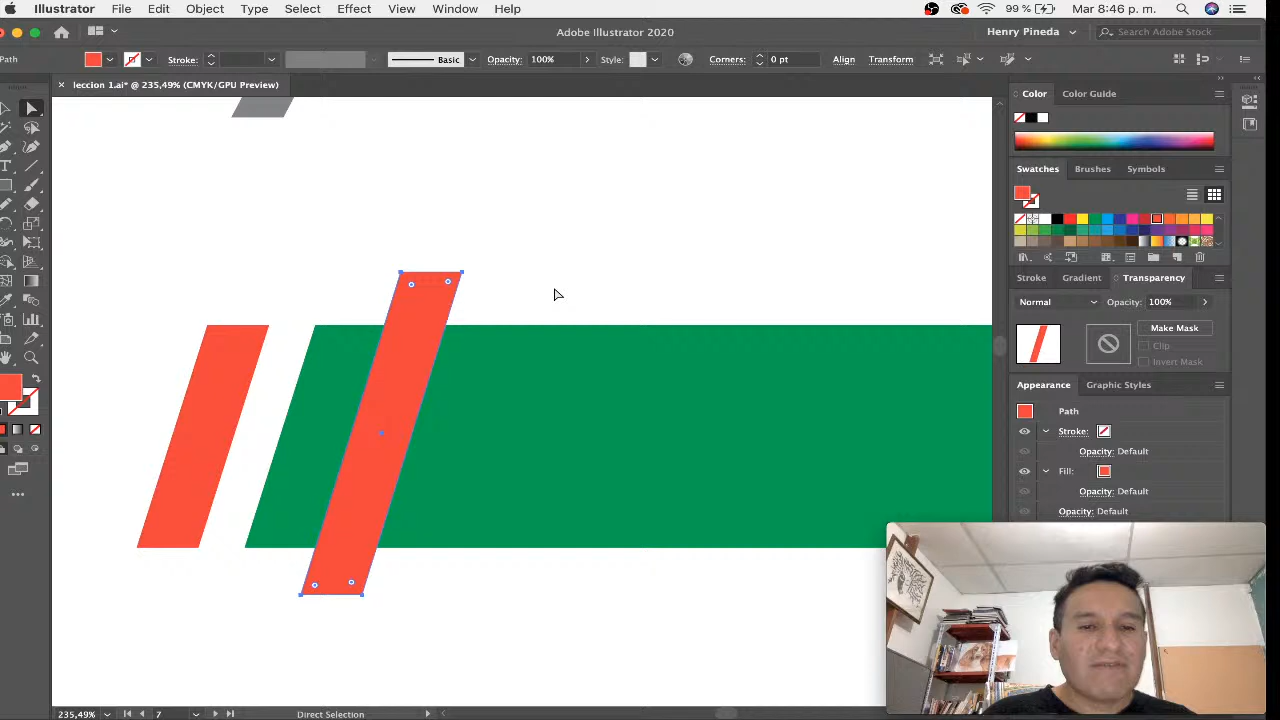 Illustrator File Edit Object Type Select Effect View Window Help 99 % Mar 8:46 p. m.
Adobe Illustrator 2020 Henry Pineda Search Adobe Stock
Path Stroke: Basic Opacity: 100% Style: Corners: 0 pt Align Transform
leccion 1.ai* @ 235,49% (CMYK/GPU Preview)
Color Color Guide
Swatches Brushes Symbols
Stroke Gradient Transparency
Normal Opacity: 100%
Make Mask
Clip
Invert Mask
Appearance Graphic Styles
Path
Stroke:
Opacity: Default
Fill:
Opacity: Default
Opacity: Default
235,49% 7 Direct Selection